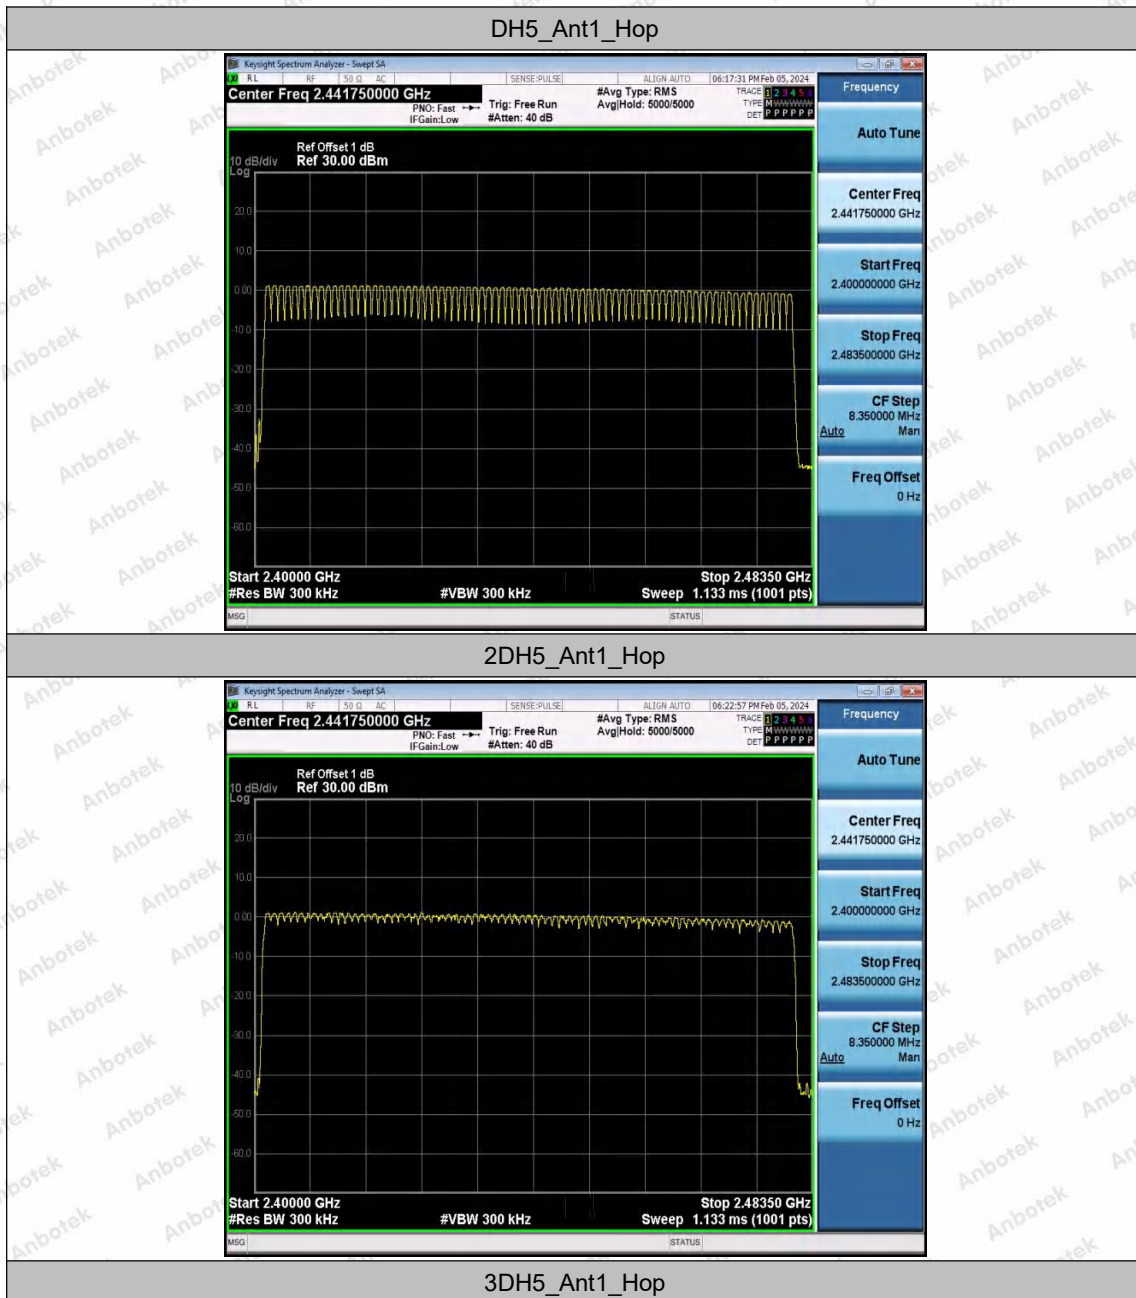 DH5_Ant1_Hop
Keysight Spectrum Analyzer - Swept SA
RL RF 50 Ω AC SENSE:PULSE ALIGN AUTO 06:17:31 PM Feb 05, 2024
Center Freq 2.441750000 GHz
PNO: Fast
IFGain:Low
Trig: Free Run
#Atten: 40 dB
#Avg Type: RMS
Avg|Hold: 5000/5000
TRACE 1 2 3 4 5 6
TYPE M WWWWW
DET P P P P P P
Ref Offset 1 dB
10 dB/div Ref 30.00 dBm
Log
20.0
10.0
0.00
-10.0
-20.0
-30.0
-40.0
-50.0
-60.0
Start 2.40000 GHz Stop 2.48350 GHz
#Res BW 300 kHz #VBW 300 kHz Sweep 1.133 ms (1001 pts)
MSG STATUS
Frequency
Auto Tune
Center Freq
2.441750000 GHz
Start Freq
2.400000000 GHz
Stop Freq
2.483500000 GHz
CF Step
8.350000 MHz
Auto Man
Freq Offset
0 Hz
2DH5_Ant1_Hop
Keysight Spectrum Analyzer - Swept SA
RL RF 50 Ω AC SENSE:PULSE ALIGN AUTO 06:22:57 PM Feb 05, 2024
Center Freq 2.441750000 GHz
PNO: Fast
IFGain:Low
Trig: Free Run
#Atten: 40 dB
#Avg Type: RMS
Avg|Hold: 5000/5000
TRACE 1 2 3 4 5 6
TYPE M WWWWW
DET P P P P P P
Ref Offset 1 dB
10 dB/div Ref 30.00 dBm
Log
20.0
10.0
0.00
-10.0
-20.0
-30.0
-40.0
-50.0
-60.0
Start 2.40000 GHz Stop 2.48350 GHz
#Res BW 300 kHz #VBW 300 kHz Sweep 1.133 ms (1001 pts)
MSG STATUS
Frequency
Auto Tune
Center Freq
2.441750000 GHz
Start Freq
2.400000000 GHz
Stop Freq
2.483500000 GHz
CF Step
8.350000 MHz
Auto Man
Freq Offset
0 Hz
3DH5_Ant1_Hop